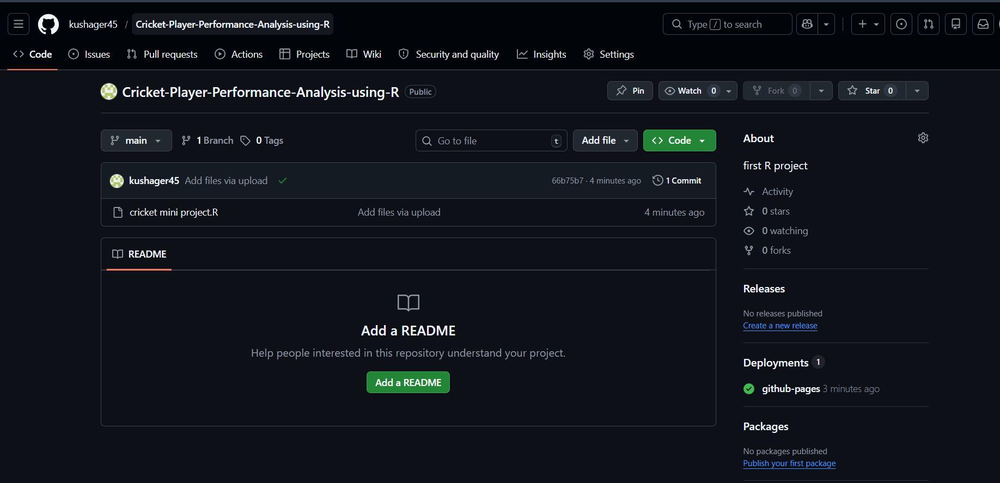 kushager45 / Cricket-Player-Performance-Analysis-using-R
Type / to search
Code Issues Pull requests Actions Projects Wiki Security and quality Insights Settings
Cricket-Player-Performance-Analysis-using-R Public
Pin Watch 0 Fork 0 Star 0
main 1 Branch 0 Tags
Go to file t Add file Code
kushager45 Add files via upload 66b75b7 · 4 minutes ago 1 Commit
cricket mini project.R Add files via upload 4 minutes ago
README
Add a README
Help people interested in this repository understand your project.
Add a README
About
first R project
Activity
0 stars
0 watching
0 forks
Releases
No releases published
Create a new release
Deployments 1
github-pages 3 minutes ago
Packages
No packages published
Publish your first package